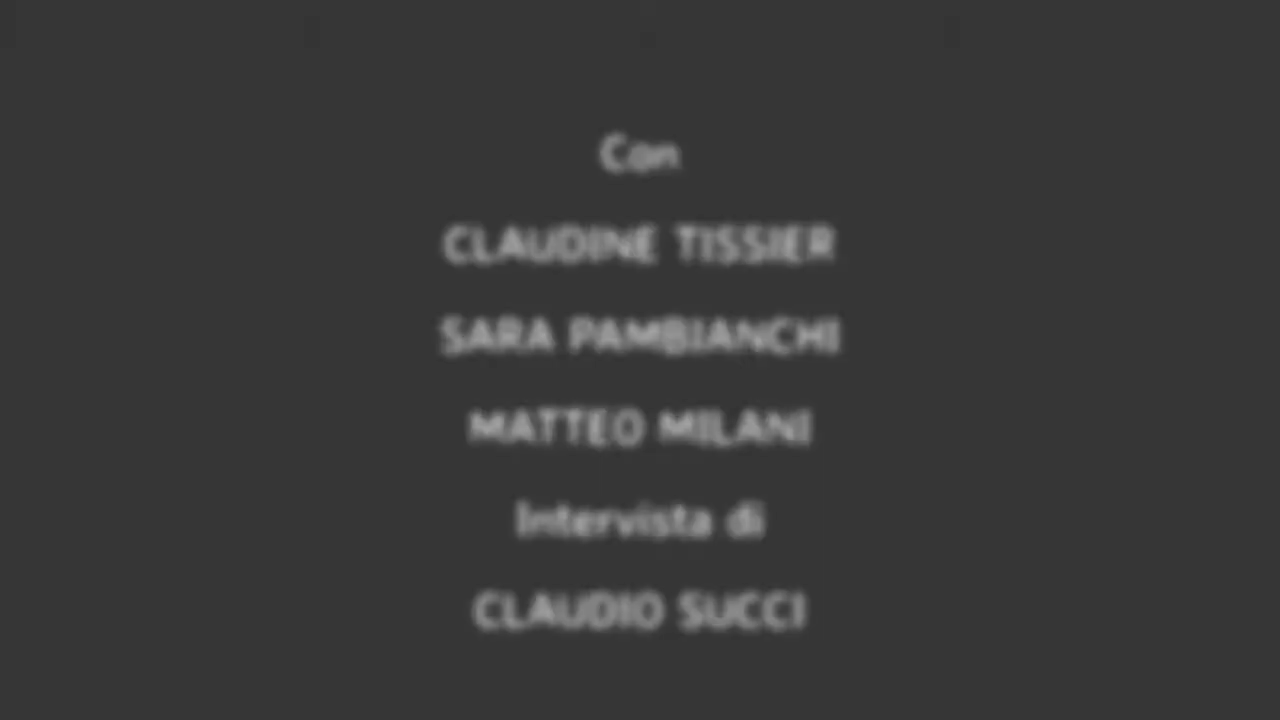 Con
CLAUDINE TISSIER
SARA PAMBIANCHI
MATTEO MILANI
Intervista di
CLAUDIO SUCCI